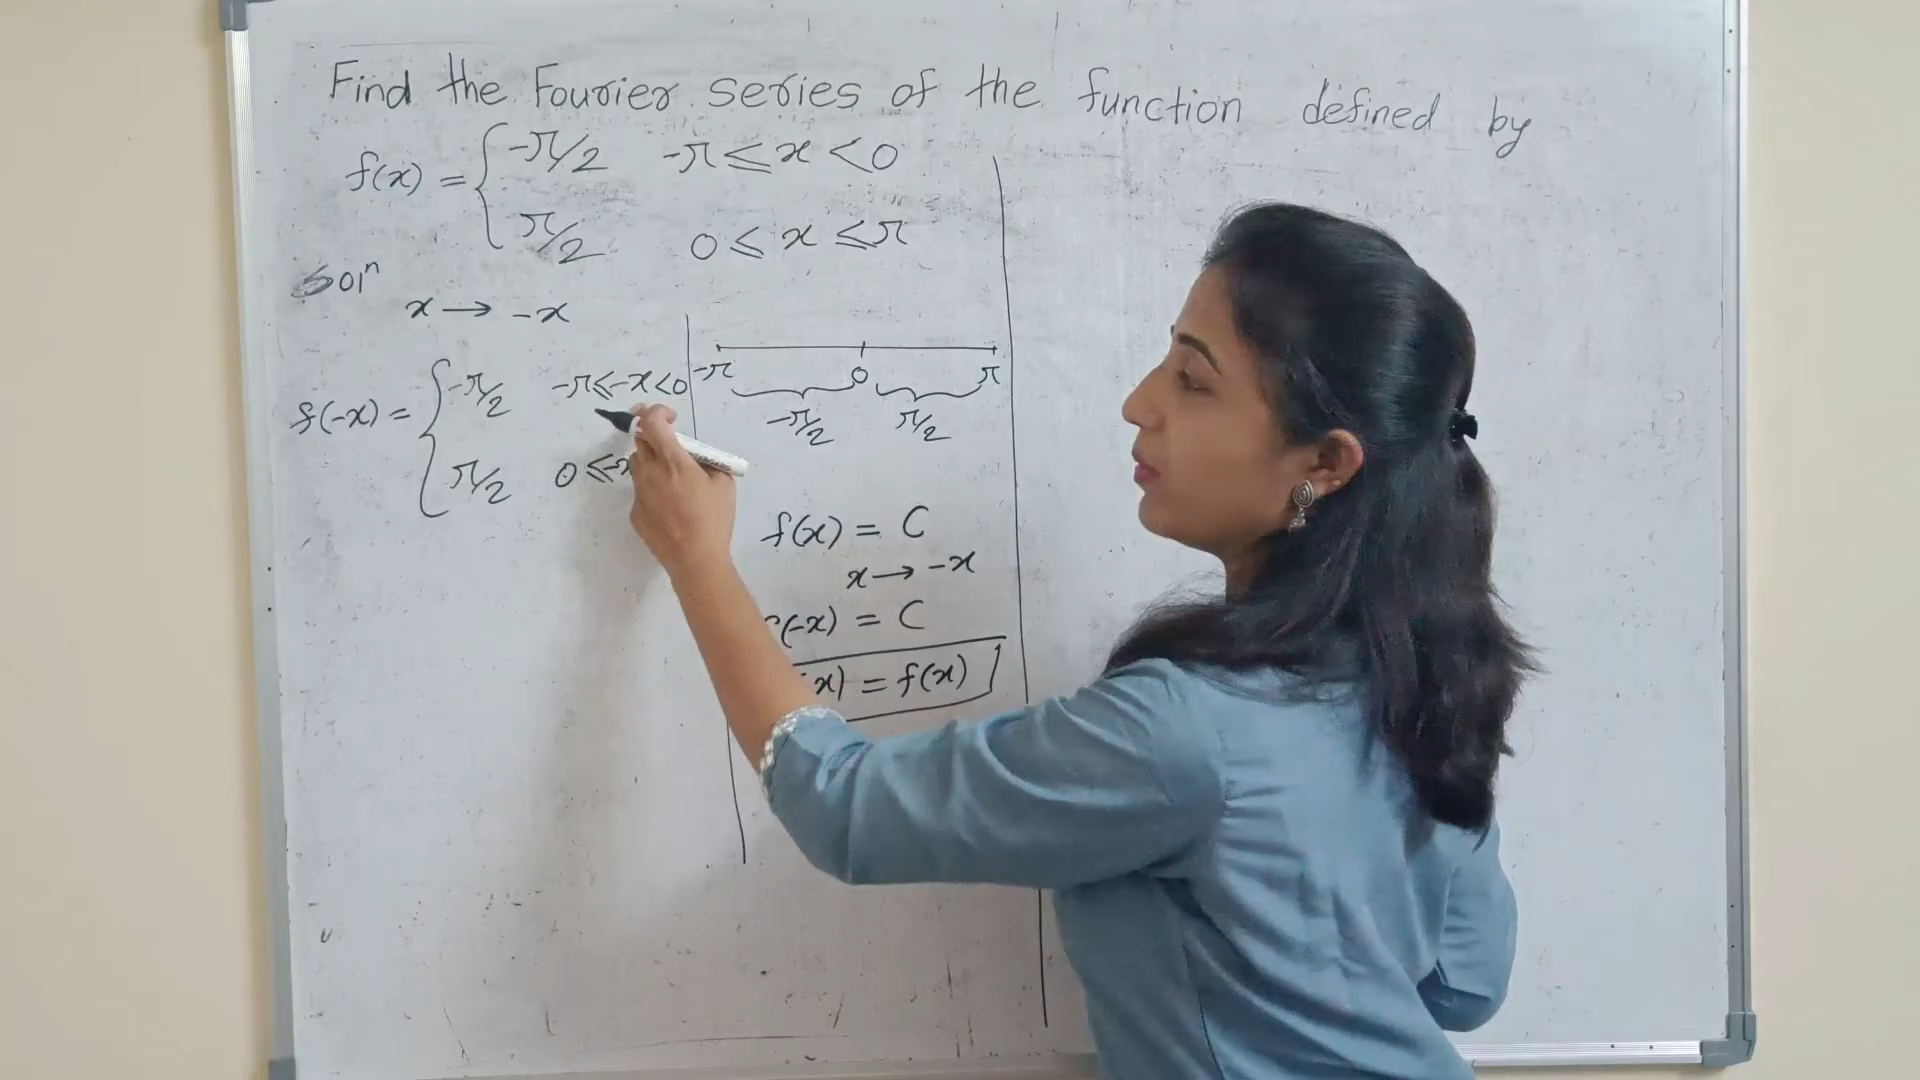 Find the Fourier series of the function defined by
f(x) = { -π/2 -π ≤ x < 0
π/2 0 ≤ x ≤ π
Solⁿ
x → -x
f(-x) = { -π/2 -π ≤ -x < 0
π/2 0 ≤ -x
-π 0 π
-π/2 π/2
f(x) = C
x → -x
(-x) = C
x) = f(x)